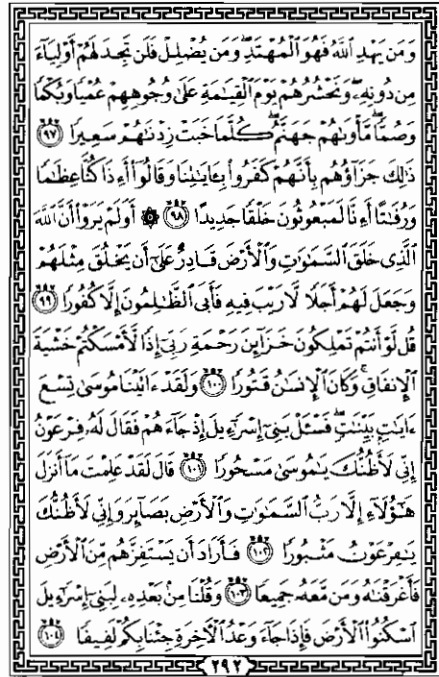 وَمَن يَهْدِ ٱللَّهُ فَهُوَ ٱلْمُهْتَدِ وَمَن يُضْلِلْ فَلَن تَجِدَ لَهُمْ أَوْلِيَآءَ
مِن دُونِهِۦ وَنَحْشُرُهُمْ يَوْمَ ٱلْقِيَٰمَةِ عَلَىٰ وُجُوهِهِمْ عُمْيًا وَبُكْمًا
وَصُمًّا مَّأْوَىٰهُمْ جَهَنَّمُ كُلَّمَا خَبَتْ زِدْنَٰهُمْ سَعِيرًا ٩٧
ذَٰلِكَ جَزَآؤُهُم بِأَنَّهُمْ كَفَرُوا۟ بِـَٔايَٰتِنَا وَقَالُوٓا۟ أَءِذَا كُنَّا عِظَٰمًا
وَرُفَٰتًا أَءِنَّا لَمَبْعُوثُونَ خَلْقًا جَدِيدًا ٩٨ ۞ أَوَلَمْ يَرَوْا۟ أَنَّ ٱللَّهَ
ٱلَّذِى خَلَقَ ٱلسَّمَٰوَٰتِ وَٱلْأَرْضَ قَادِرٌ عَلَىٰٓ أَن يَخْلُقَ مِثْلَهُمْ
وَجَعَلَ لَهُمْ أَجَلًا لَّا رَيْبَ فِيهِ فَأَبَى ٱلظَّٰلِمُونَ إِلَّا كُفُورًا ٩٩
قُل لَّوْ أَنتُمْ تَمْلِكُونَ خَزَآئِنَ رَحْمَةِ رَبِّىٓ إِذًا لَّأَمْسَكْتُمْ خَشْيَةَ
ٱلْإِنفَاقِ وَكَانَ ٱلْإِنسَٰنُ قَتُورًا ١٠٠ وَلَقَدْ ءَاتَيْنَا مُوسَىٰ تِسْعَ
ءَايَٰتٍۭ بَيِّنَٰتٍ فَسْـَٔلْ بَنِىٓ إِسْرَٰٓءِيلَ إِذْ جَآءَهُمْ فَقَالَ لَهُۥ فِرْعَوْنُ
إِنِّى لَأَظُنُّكَ يَٰمُوسَىٰ مَسْحُورًا ١٠١ قَالَ لَقَدْ عَلِمْتَ مَآ أَنزَلَ
هَٰٓؤُلَآءِ إِلَّا رَبُّ ٱلسَّمَٰوَٰتِ وَٱلْأَرْضِ بَصَآئِرَ وَإِنِّى لَأَظُنُّكَ
يَٰفِرْعَوْنُ مَثْبُورًا ١٠٢ فَأَرَادَ أَن يَسْتَفِزَّهُم مِّنَ ٱلْأَرْضِ
فَأَغْرَقْنَٰهُ وَمَن مَّعَهُۥ جَمِيعًا ١٠٣ وَقُلْنَا مِنۢ بَعْدِهِۦ لِبَنِىٓ إِسْرَٰٓءِيلَ
ٱسْكُنُوا۟ ٱلْأَرْضَ فَإِذَا جَآءَ وَعْدُ ٱلْءَاخِرَةِ جِئْنَا بِكُمْ لَفِيفًا ١٠٤
٢٩٢